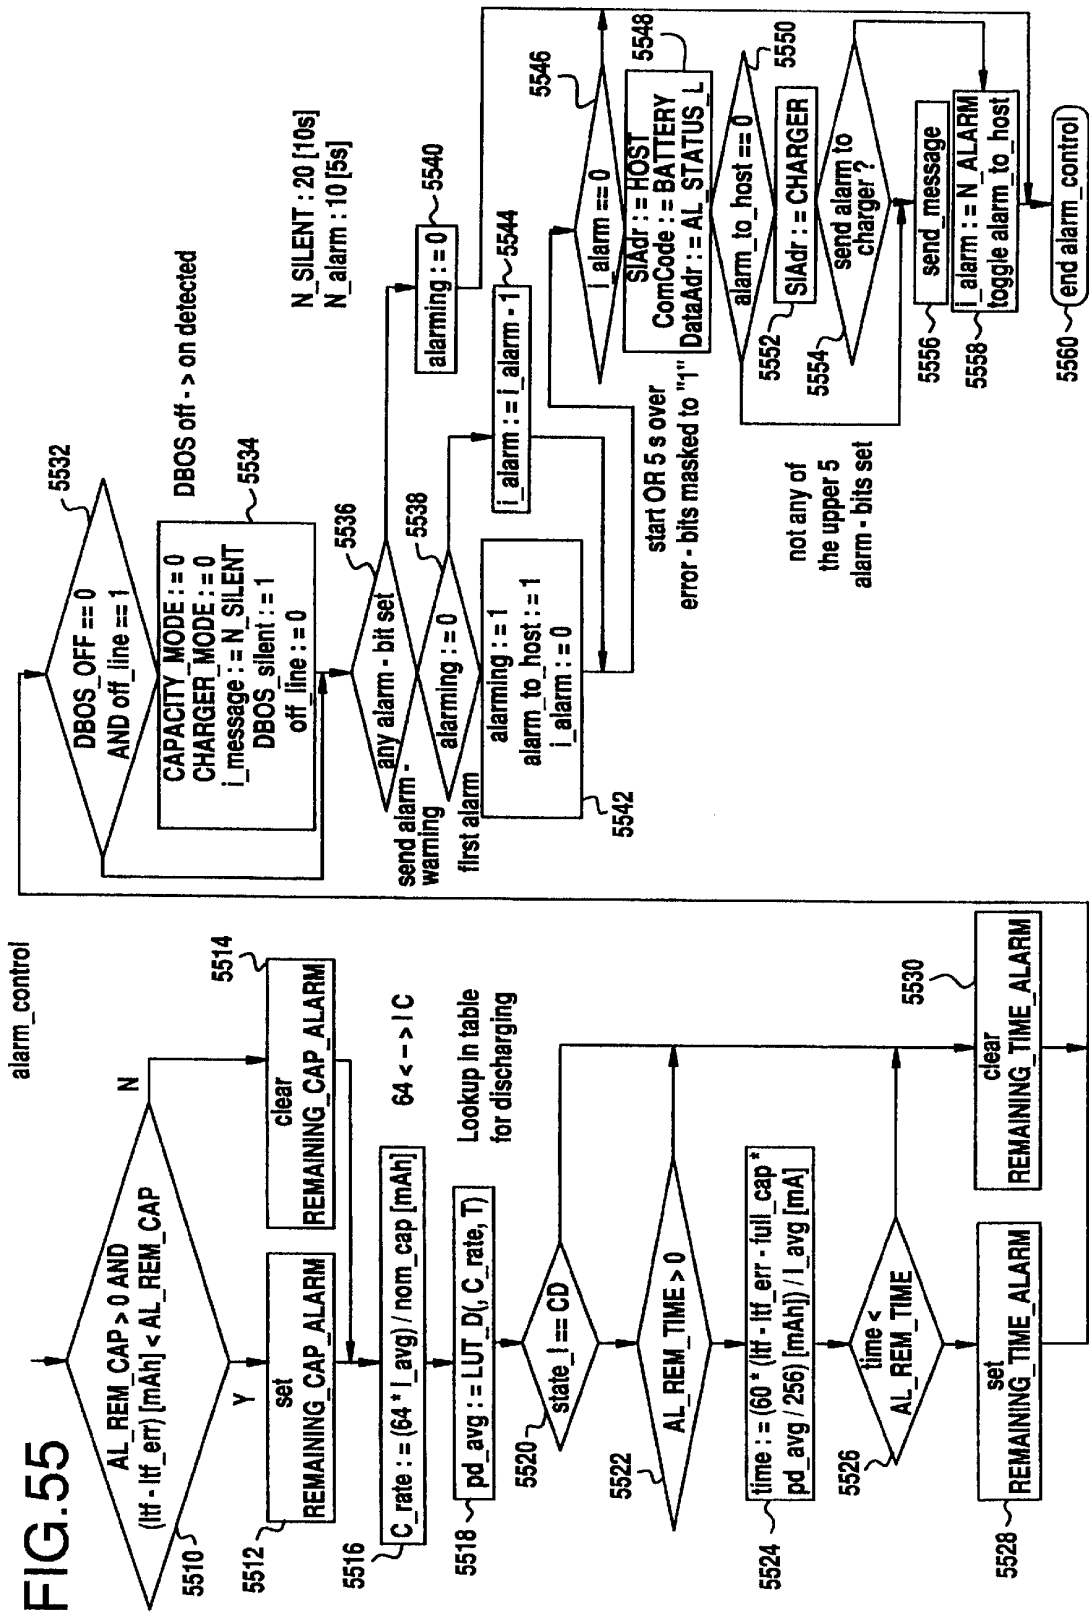 FIG.55
alarm_control
AL_REM_CAP > 0 AND
(Itf - Itf_err) [mAh] < AL_REM_CAP
5510
Y
N
set
REMAINING_CAP_ALARM
5512
clear
REMAINING_CAP_ALARM
5514
C_rate := (64 * I_avg) / nom_cap [mAh]
5516
64 < - > I C
pd_avg := LUT_D(, C_rate, T)
5518
Lookup in table
for discharging
state_I == CD
5520
AL_REM_TIME > 0
5522
time := (60 * (Itf - Itf_err - full_cap *
pd_avg / 256) [mAh]) / I_avg [mA]
5524
time <
AL_REM_TIME
5526
set
REMAINING_TIME_ALARM
5528
clear
REMAINING_TIME_ALARM
5530
DBOS_OFF == 0
AND off_line == 1
5532
DBOS off - > on detected
CAPACITY_MODE := 0
CHARGER_MODE := 0
i_message := N_SILENT
DBOS_silent := 1
off_line := 0
5534
N_SILENT : 20 [10s]
N_alarm : 10 [5s]
any alarm - bit set
5536
send alarm -
warning
alarming := 0
5538
first alarm
alarming := 0
5540
alarming := 1
alarm_to_host := 1
i_alarm := 0
5542
i_alarm := i_alarm - 1
5544
i_alarm == 0
5546
start OR 5 s over
error - bits masked to "1"
SlAdr := HOST
ComCode := BATTERY
DataAdr := AL_STATUS_L
5548
alarm_to_host == 0
5550
SlAdr := CHARGER
5552
send alarm to
charger ?
5554
not any of
the upper 5
alarm - bits set
send_message
5556
i_alarm := N_ALARM
toggle alarm_to_host
5558
end alarm_control
5560